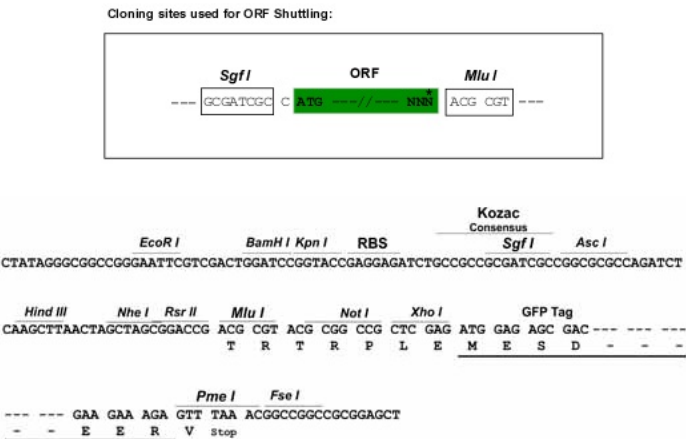 Cloning sites used for ORF Shuttling:
Sgf I ORF Mlu I
--- GCGATCGC C ATG ---//--- NNN* ACG CGT ---
Kozac
Consensus
EcoR I BamH I Kpn I RBS Sgf I Asc I
CTATAGGGCGGCCGGGAATTCGTCGACTGGATCCGGTACCGAGGAGATCTGCCGCCGCGATCGCCGGCGCGCCAGATCT
Hind III Nhe I Rsr II Mlu I Not I Xho I GFP Tag
CAAGCTTAACTAGCTAGCGGACCG ACG CGT ACG CGG CCG CTC GAG ATG GAG AGC GAC --- --- ---
T R T R P L E M E S D - - -
Pme I Fse I
--- --- GAA GAA AGA GTT TAA ACGGCCGGCCGCGGAGCT
- - E E R V Stop